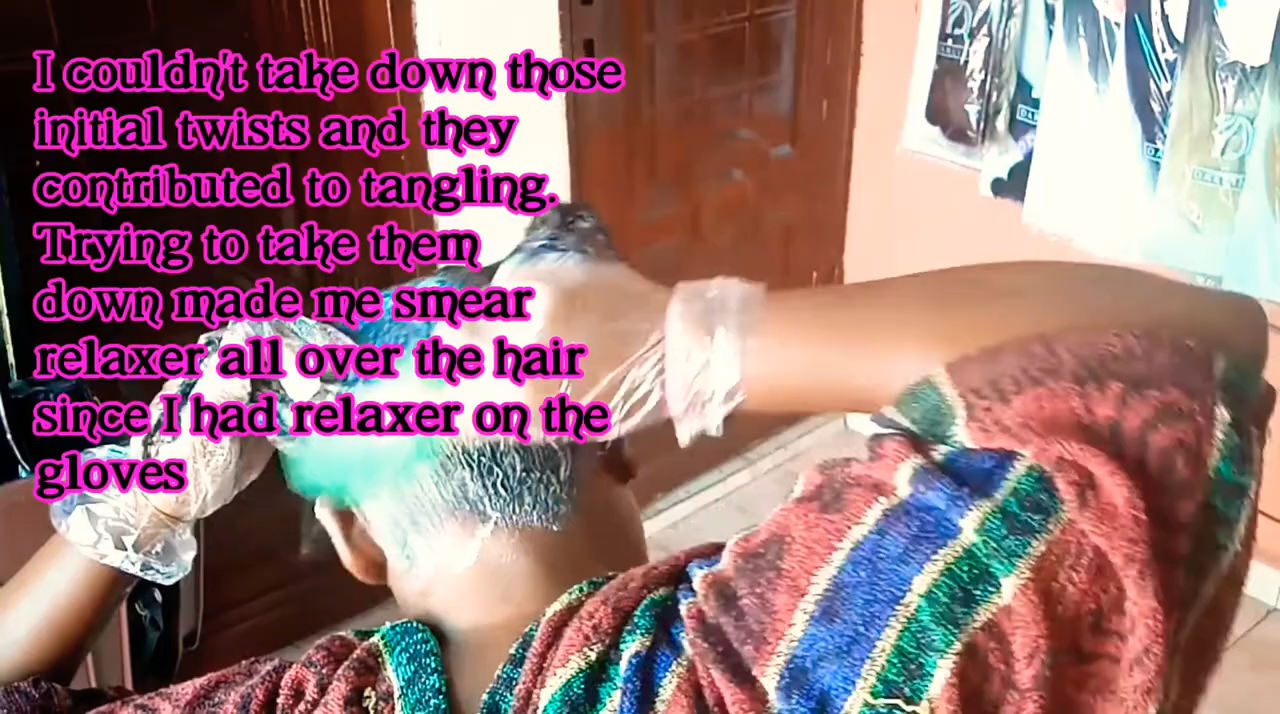 I couldn't take down those
initial twists and they
contributed to tangling.
Trying to take them
down made me smear
relaxer all over the hair
since I had relaxer on the
gloves